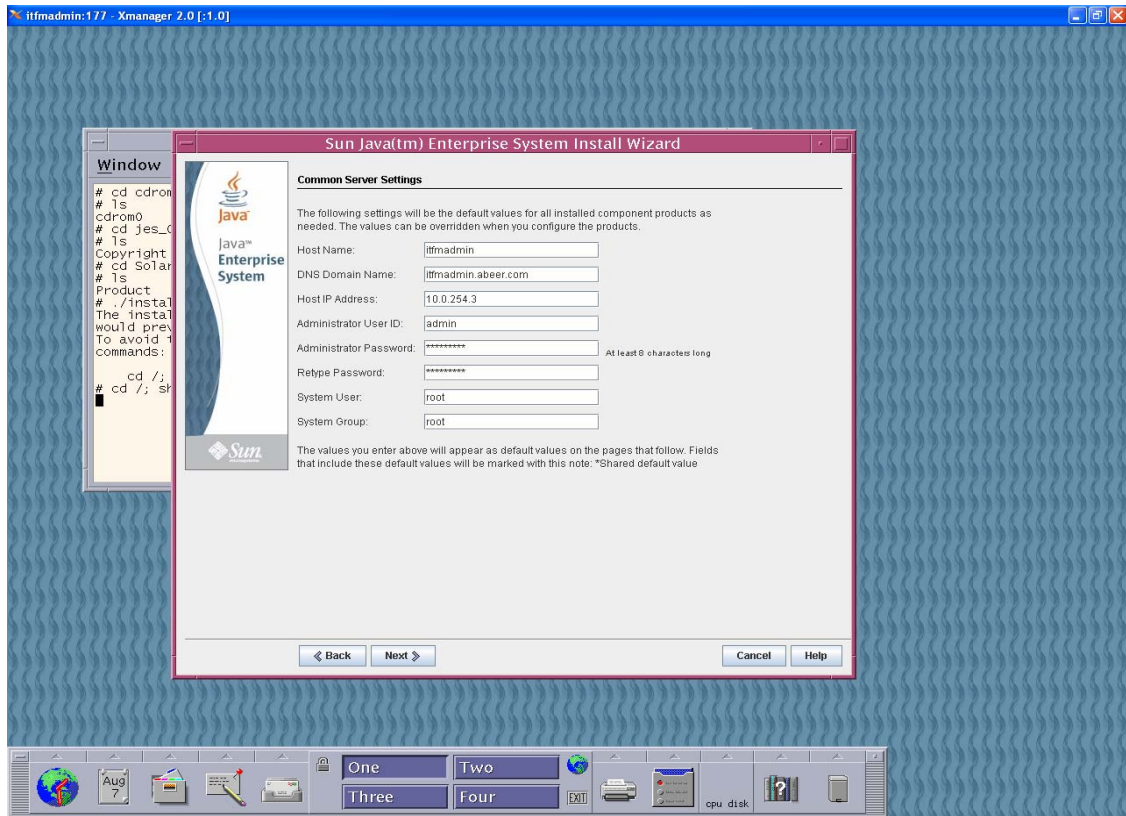 itfmadmin:177 - Xmanager 2.0 [:1.0]
Sun Java(tm) Enterprise System Install Wizard
Window
# cd cdrom
# ls
cdrom0
# cd jes_
# ls
Copyright
# cd Solar
# ls
Product
# ./instal
The instal
would prev
To avoid t
commands:
cd /;
# cd /; sh
Java
Java™
Enterprise
System
Sun
microsystems
Common Server Settings
The following settings will be the default values for all installed component products as
needed. The values can be overridden when you configure the products.
Host Name: itfmadmin
DNS Domain Name: itfmadmin.abeer.com
Host IP Address: 10.0.254.3
Administrator User ID: admin
Administrator Password: ********* At least 8 characters long
Retype Password: *********
System User: root
System Group: root
The values you enter above will appear as default values on the pages that follow. Fields
that include these default values will be marked with this note: *Shared default value
Back Next Cancel Help
Aug
7
One Two
Three Four
EXIT
cpu disk